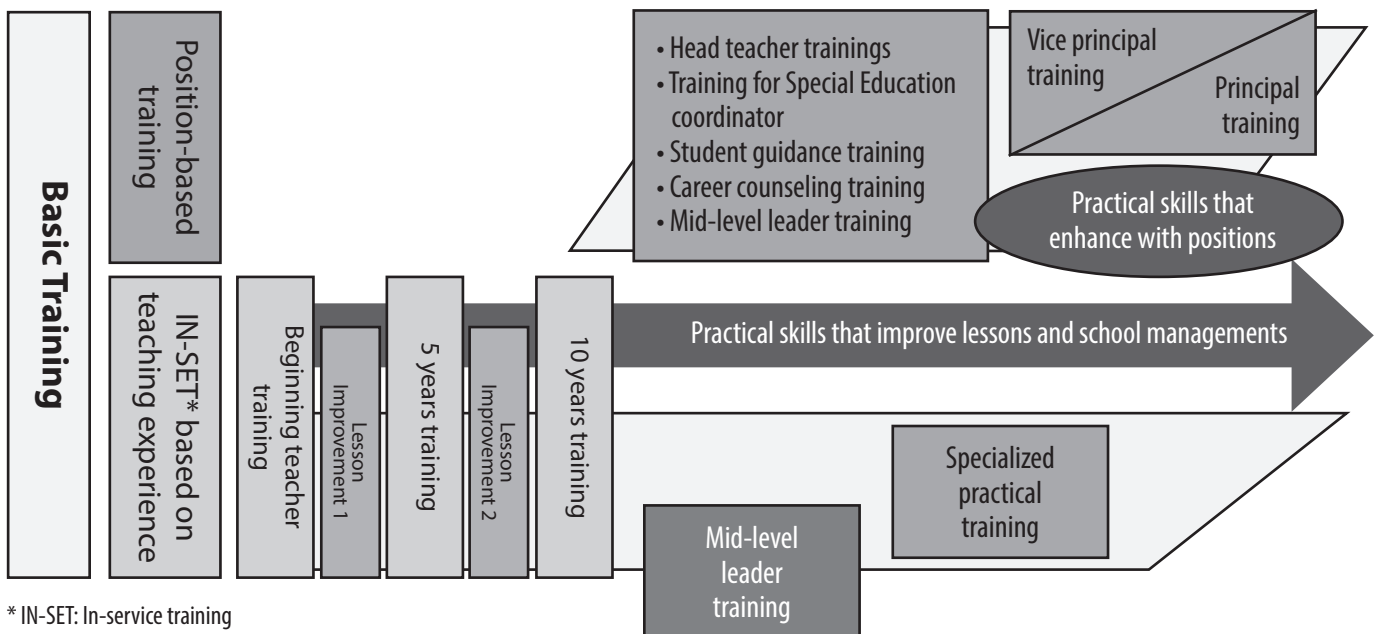 Basic Training
Position-based
training
• Head teacher trainings
• Training for Special Education
coordinator
• Student guidance training
• Career counseling training
• Mid-level leader training
Vice principal
training
Principal
training
Practical skills that
enhance with positions
IN-SET* based on
teaching experience
Beginning teacher
training
Lesson
Improvement 1
5 years training
Lesson
Improvement 2
10 years training
Practical skills that improve lessons and school managements
Mid-level
leader
training
Specialized
practical
training
* IN-SET: In-service training